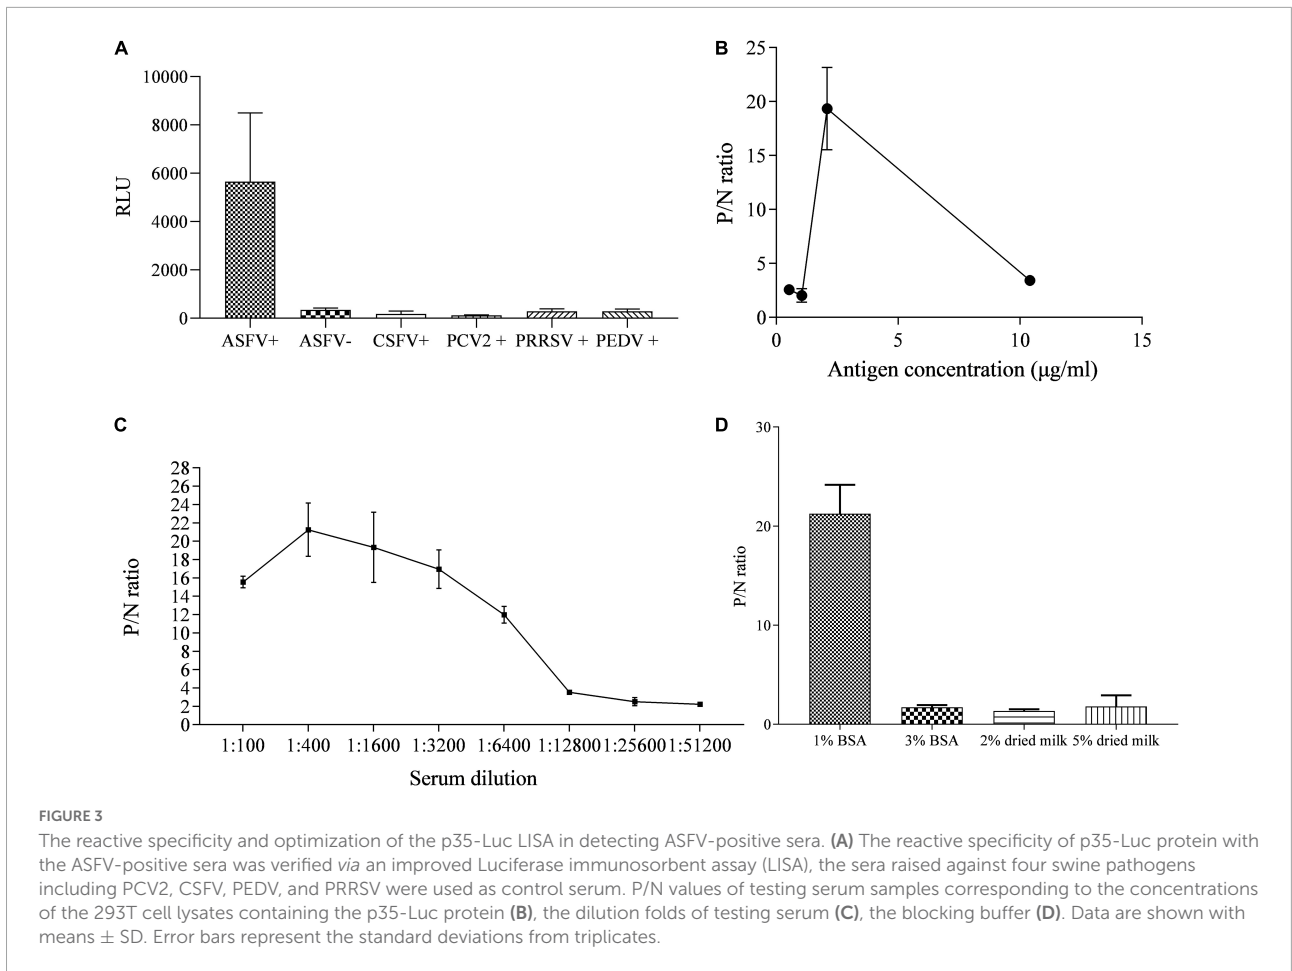 A
10000
8000
6000
4000
2000
0
RLU
ASFV+ ASFV- CSFV+ PCV2 + PRRSV + PEDV +
B
25
20
15
10
5
0
P/N ratio
0 5 10 15
Antigen concentration (μg/ml)
C
28
26
24
22
20
18
16
14
12
10
8
6
4
2
0
P/N ratio
1:100 1:400 1:1600 1:3200 1:6400 1:12800 1:25600 1:51200
Serum dilution
D
30
20
10
0
P/N ratio
1% BSA 3% BSA 2% dried milk 5% dried milk
FIGURE 3
The reactive specificity and optimization of the p35-Luc LISA in detecting ASFV-positive sera. (A) The reactive specificity of p35-Luc protein with
the ASFV-positive sera was verified via an improved Luciferase immunosorbent assay (LISA), the sera raised against four swine pathogens
including PCV2, CSFV, PEDV, and PRRSV were used as control serum. P/N values of testing serum samples corresponding to the concentrations
of the 293T cell lysates containing the p35-Luc protein (B), the dilution folds of testing serum (C), the blocking buffer (D). Data are shown with
means ± SD. Error bars represent the standard deviations from triplicates.